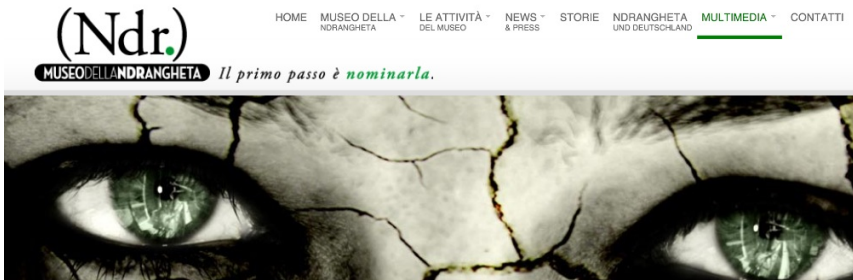 (Ndr.)
MUSEODELLANDRANGHETA Il primo passo è nominarla.
HOME MUSEO DELLA LE ATTIVITÀ NEWS STORIE NDRANGHETA MULTIMEDIA CONTATTI
NDRANGHETA DEL MUSEO & PRESS UND DEUTSCHLAND